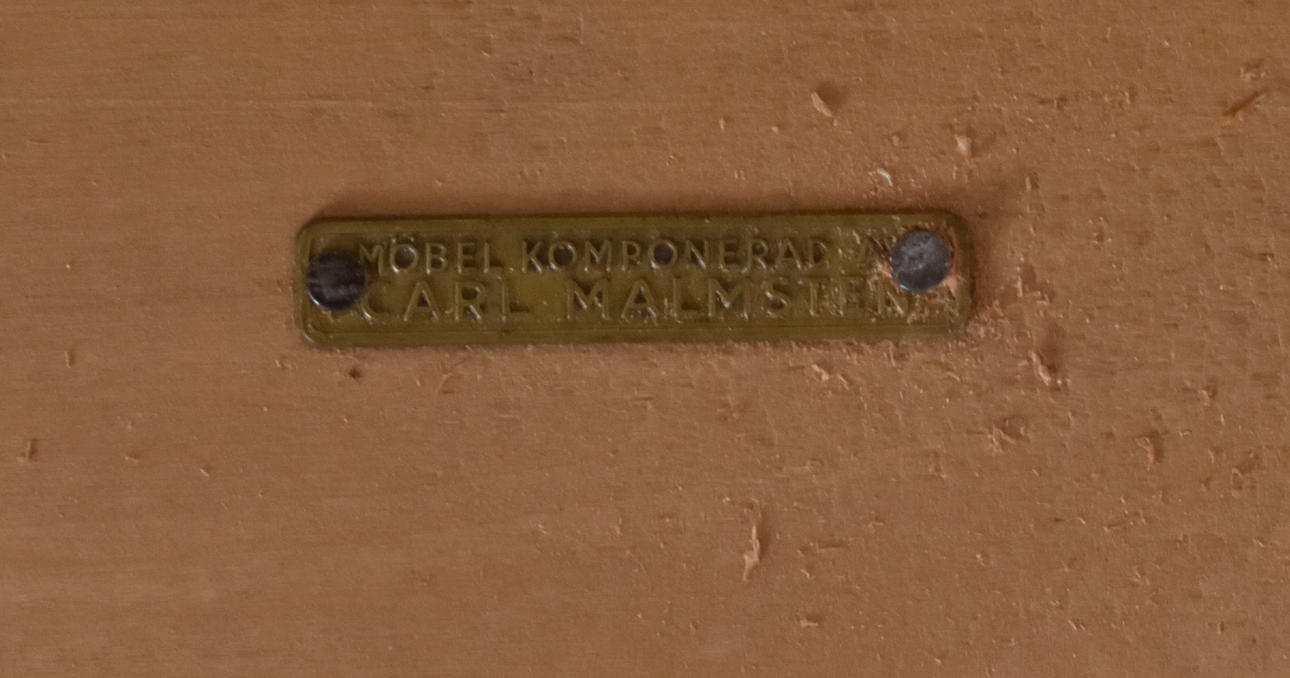 MÖBEL KOMPONERAD AV
CARL MALMSTEN